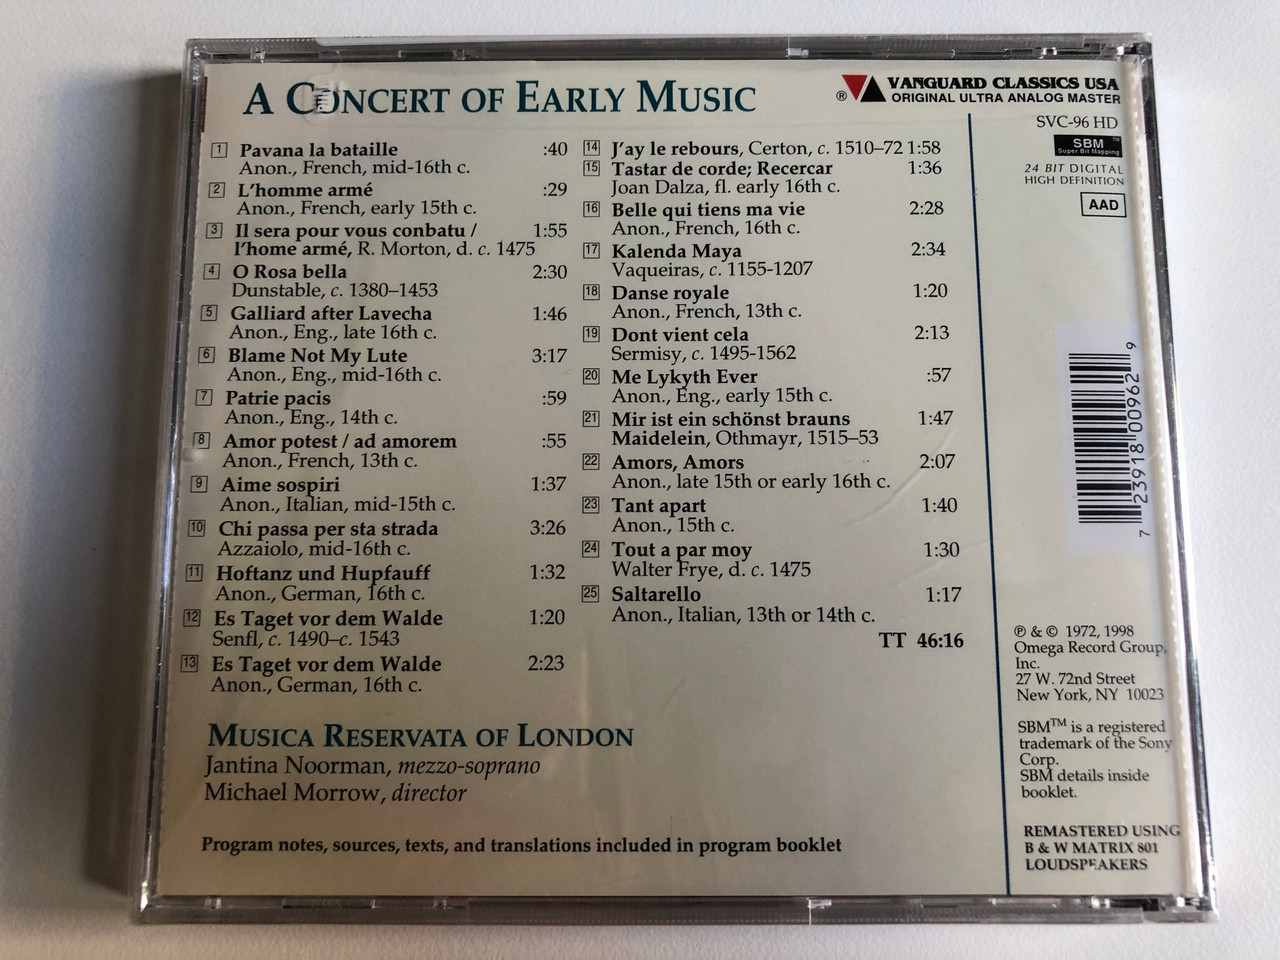 A CONCERT OF EARLY MUSIC
1 Pavana la bataille :40
Anon., French, mid-16th c.
2 L'homme armé :29
Anon., French, early 15th c.
3 Il sera pour vous conbatu / 1:55
l'home armé, R. Morton, d. c. 1475
4 O Rosa bella 2:30
Dunstable, c. 1380–1453
5 Galliard after Lavecha 1:46
Anon., Eng., late 16th c.
6 Blame Not My Lute 3:17
Anon., Eng., mid-16th c.
7 Patrie pacis :59
Anon., Eng., 14th c.
8 Amor potest / ad amorem :55
Anon., French, 13th c.
9 Aime sospiri 1:37
Anon., Italian, mid-15th c.
10 Chi passa per sta strada 3:26
Azzaiolo, mid-16th c.
11 Hoftanz und Hupfauff 1:32
Anon., German, 16th c.
12 Es Taget vor dem Walde 1:20
Senfl, c. 1490–c. 1543
13 Es Taget vor dem Walde 2:23
Anon., German, 16th c.
14 J'ay le rebours, Certon, c. 1510–72 1:58
15 Tastar de corde; Recercar 1:36
Joan Dalza, fl. early 16th c.
16 Belle qui tiens ma vie 2:28
Anon., French, 16th c.
17 Kalenda Maya 2:34
Vaqueiras, c. 1155-1207
18 Danse royale 1:20
Anon., French, 13th c.
19 Dont vient cela 2:13
Sermisy, c. 1495-1562
20 Me Lykyth Ever :57
Anon., Eng., early 15th c.
21 Mir ist ein schönst brauns 1:47
Maidelein, Othmayr, 1515–53
22 Amors, Amors 2:07
Anon., late 15th or early 16th c.
23 Tant apart 1:40
Anon., 15th c.
24 Tout a par moy 1:30
Walter Frye, d. c. 1475
25 Saltarello 1:17
Anon., Italian, 13th or 14th c.
TT 46:16
MUSICA RESERVATA OF LONDON
Jantina Noorman, mezzo-soprano
Michael Morrow, director
Program notes, sources, texts, and translations included in program booklet
® VANGUARD CLASSICS USA
ORIGINAL ULTRA ANALOG MASTER
SVC-96 HD
SBM™
Super Bit Mapping
24 BIT DIGITAL
HIGH DEFINITION
AAD
7 23918 00962 9
℗ & © 1972, 1998
Omega Record Group,
Inc.
27 W. 72nd Street
New York, NY 10023
SBM™ is a registered
trademark of the Sony
Corp.
SBM details inside
booklet.
REMASTERED USING
B & W MATRIX 801
LOUDSPEAKERS